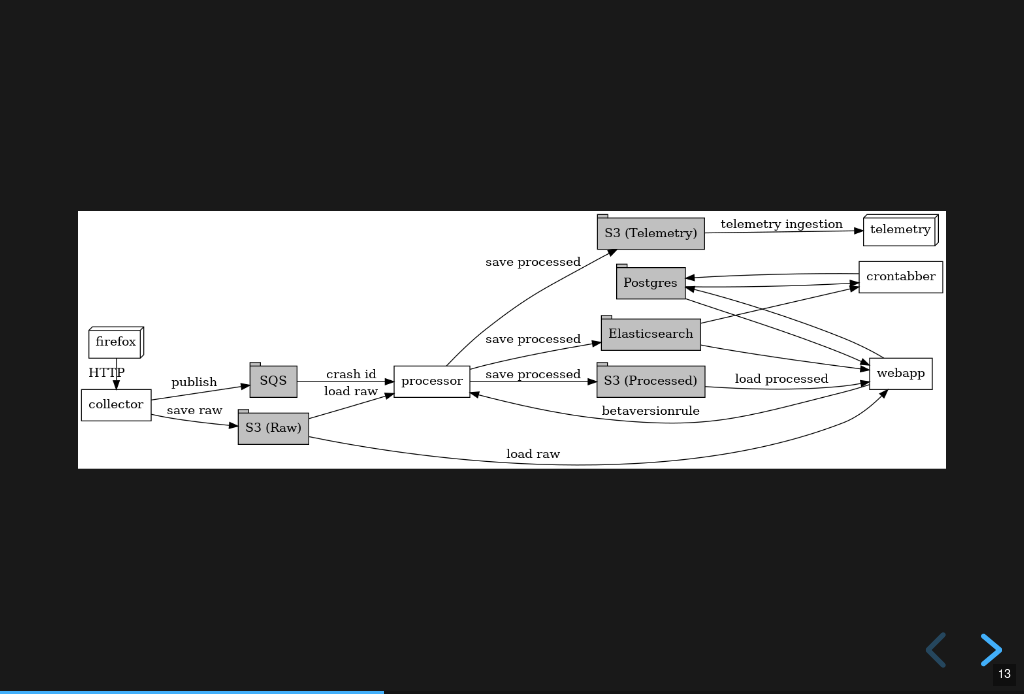 S3 (Telemetry)
telemetry ingestion
telemetry
save processed
Postgres
crontabber
firefox
HTTP
save processed
Elasticsearch
collector
publish
save raw
SQS
S3 (Raw)
crash id
load raw
processor
save processed
S3 (Processed)
load processed
webapp
betaversionrule
load raw
13